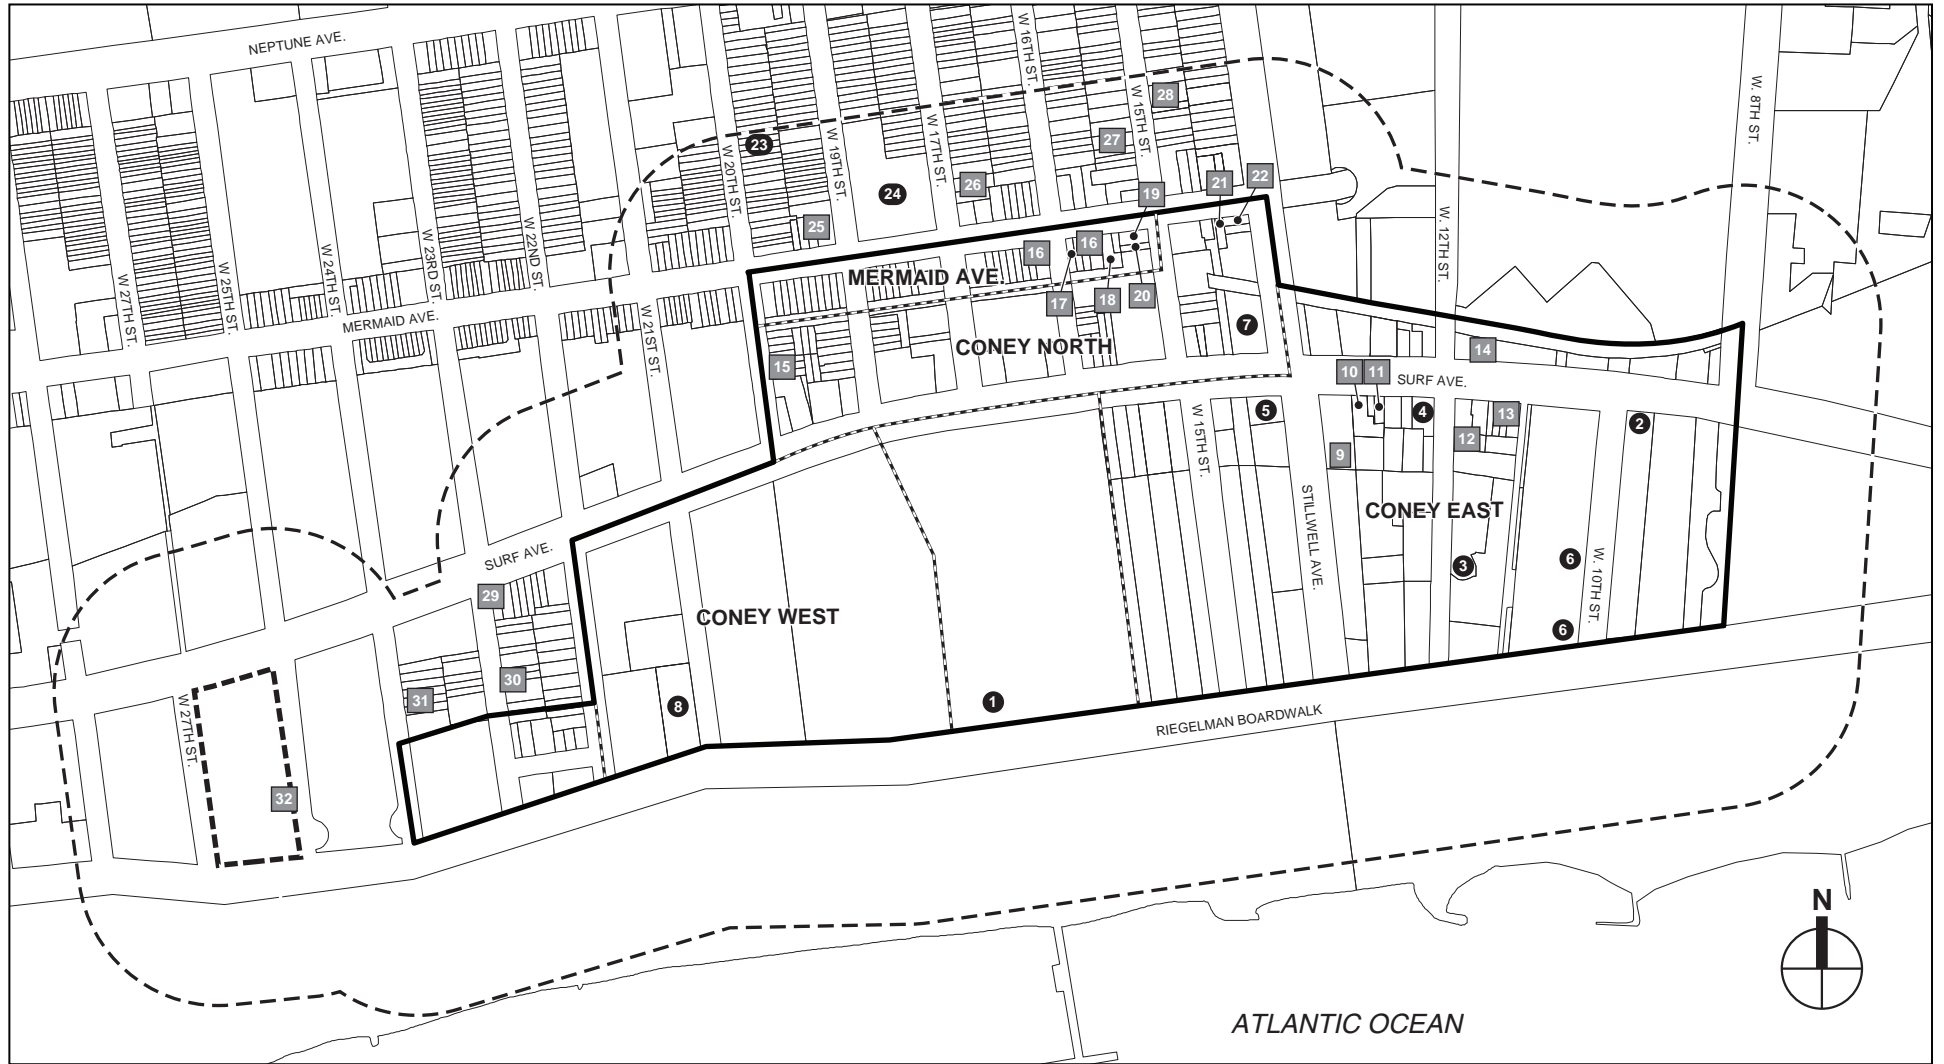 NEPTUNE AVE.
W 16TH ST.
W. 8TH ST.
28
W 15TH ST.
27
23
W 19TH ST.
W 17TH ST.
24
26
W 20TH ST.
21
22
19
25
W 22ND ST.
W 23RD ST.
W 24TH ST.
W 25TH ST.
W 27TH ST.
W. 12TH ST.
16
16
MERMAID AVE.
17
18
20
MERMAID AVE.
W 21ST ST.
7
CONEY NORTH
15
14
10
11
SURF AVE.
5
4
13
2
12
9
W 15TH ST.
STILLWELL AVE.
CONEY EAST
SURF AVE.
6
3
W. 10TH ST.
29
CONEY WEST
6
30
31
8
1
W 27TH ST.
RIEGELMAN BOARDWALK
32
N
ATLANTIC OCEAN